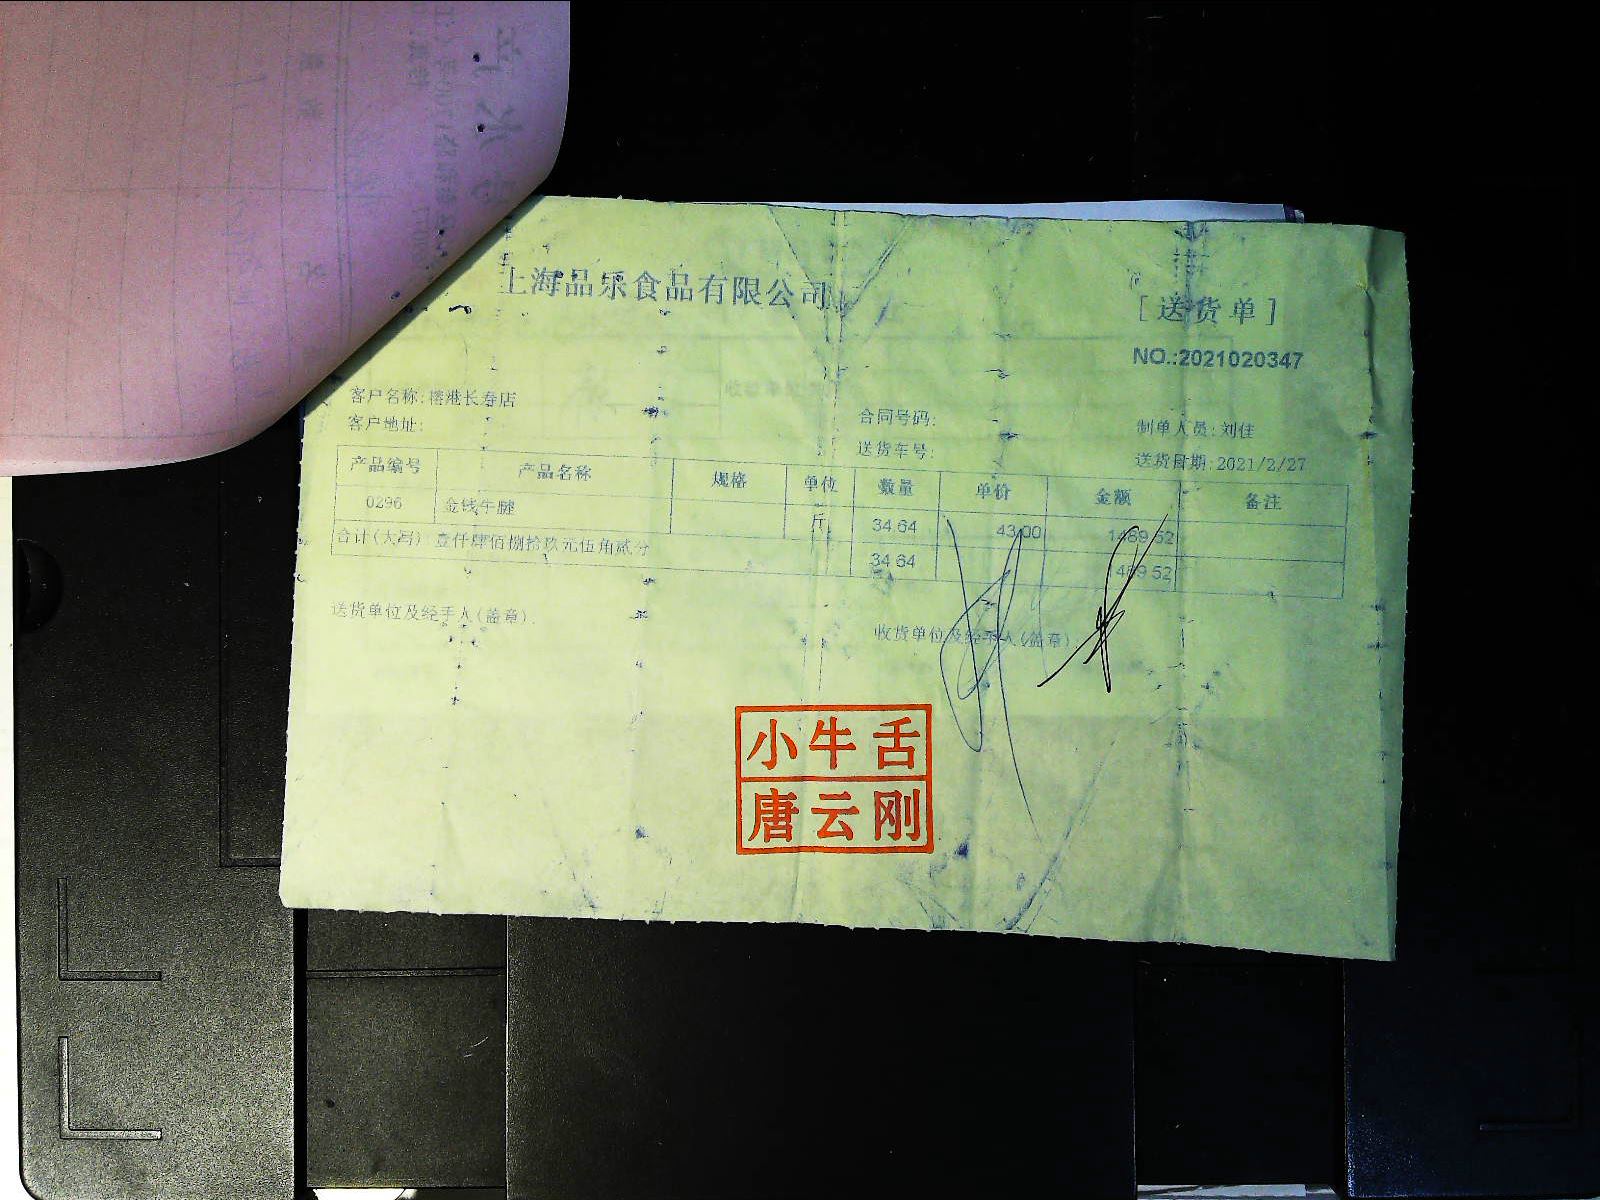 上海品乐食品有限公司
[送货单]
NO.:2021020347
客户名称:榕港长春店
客户地址:
合同号码:
送货车号:
制单人员:刘佳
送货日期:2021/2/27
产品编号 产品名称 规格 单位 数量 单价 金额 备注
0296 金钱牛腱 斤 34.64 43.00 1489.52
合计(大写) 壹仟肆佰捌拾玖元伍角贰分 34.64 489.52
送货单位及经手人(盖章).
收货单位及经手人(盖章)
小牛舌
唐云刚